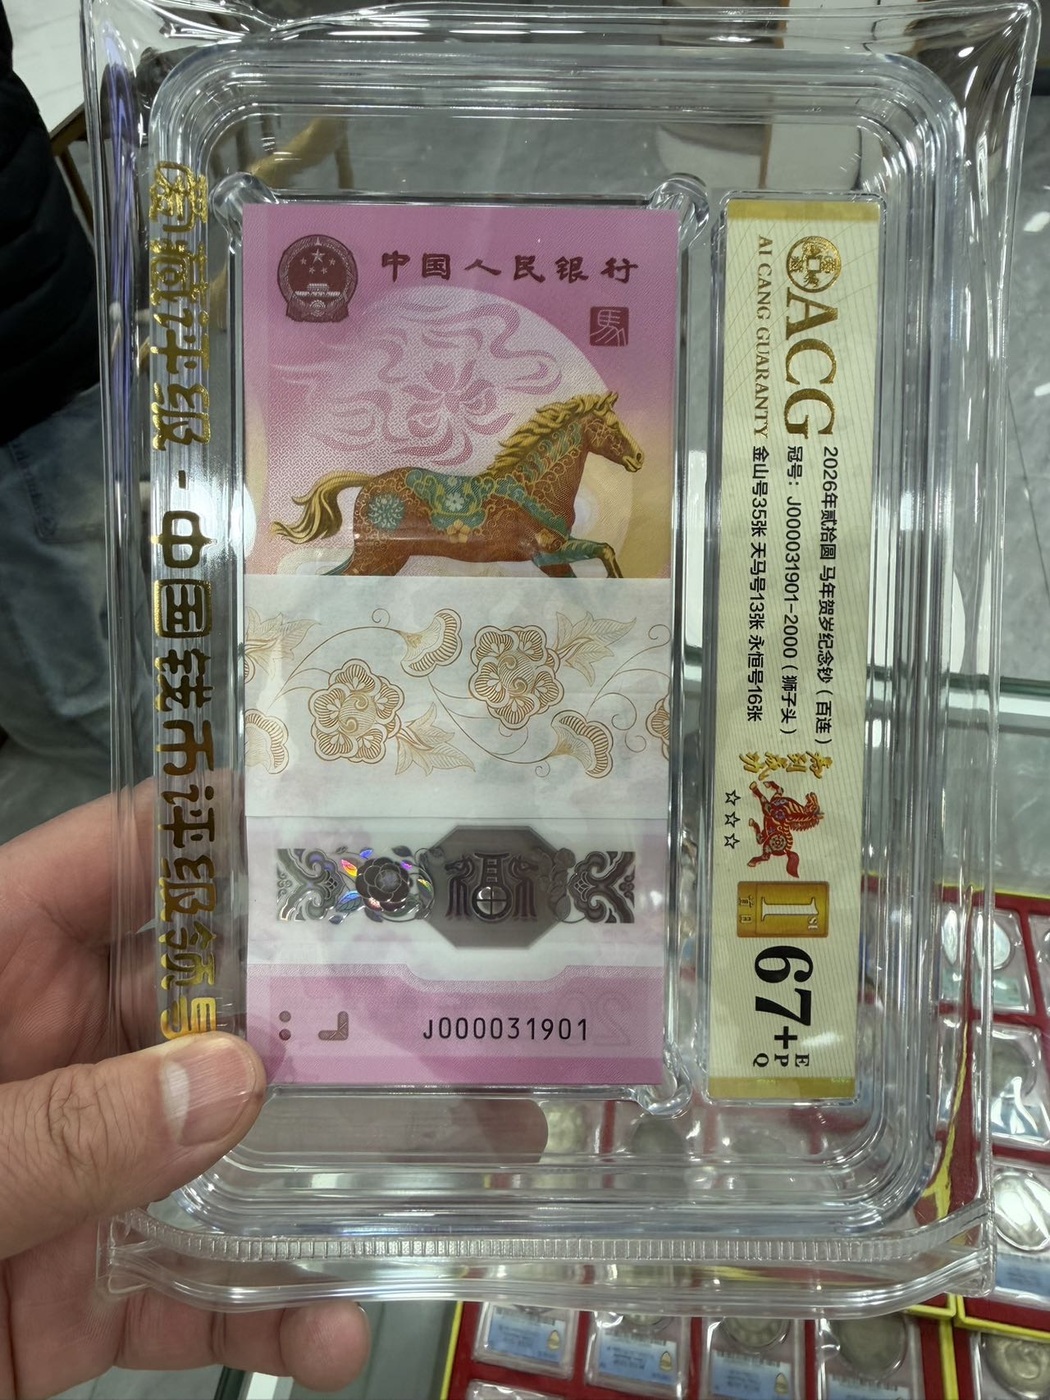 中国人民银行
馬
J000031901
ACG
AI CANG GUARANTY
2026年贰拾圆 马年贺岁纪念钞（百连）
冠号：J000031901-2000（狮子头）
金山号35张 天马号13张 永恒号16张
☆☆☆
1st
67+
EPQ
爱藏评级-中国钱币评级领导